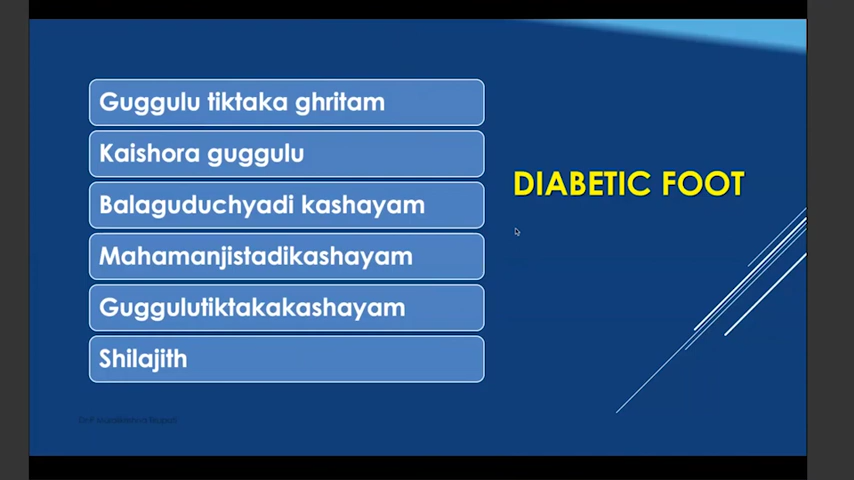 Guggulu tiktaka ghritam
Kaishora guggulu
Balaguduchyadi kashayam
Mahamanjistadikashayam
Guggulutiktakakashayam
Shilajith
DIABETIC FOOT